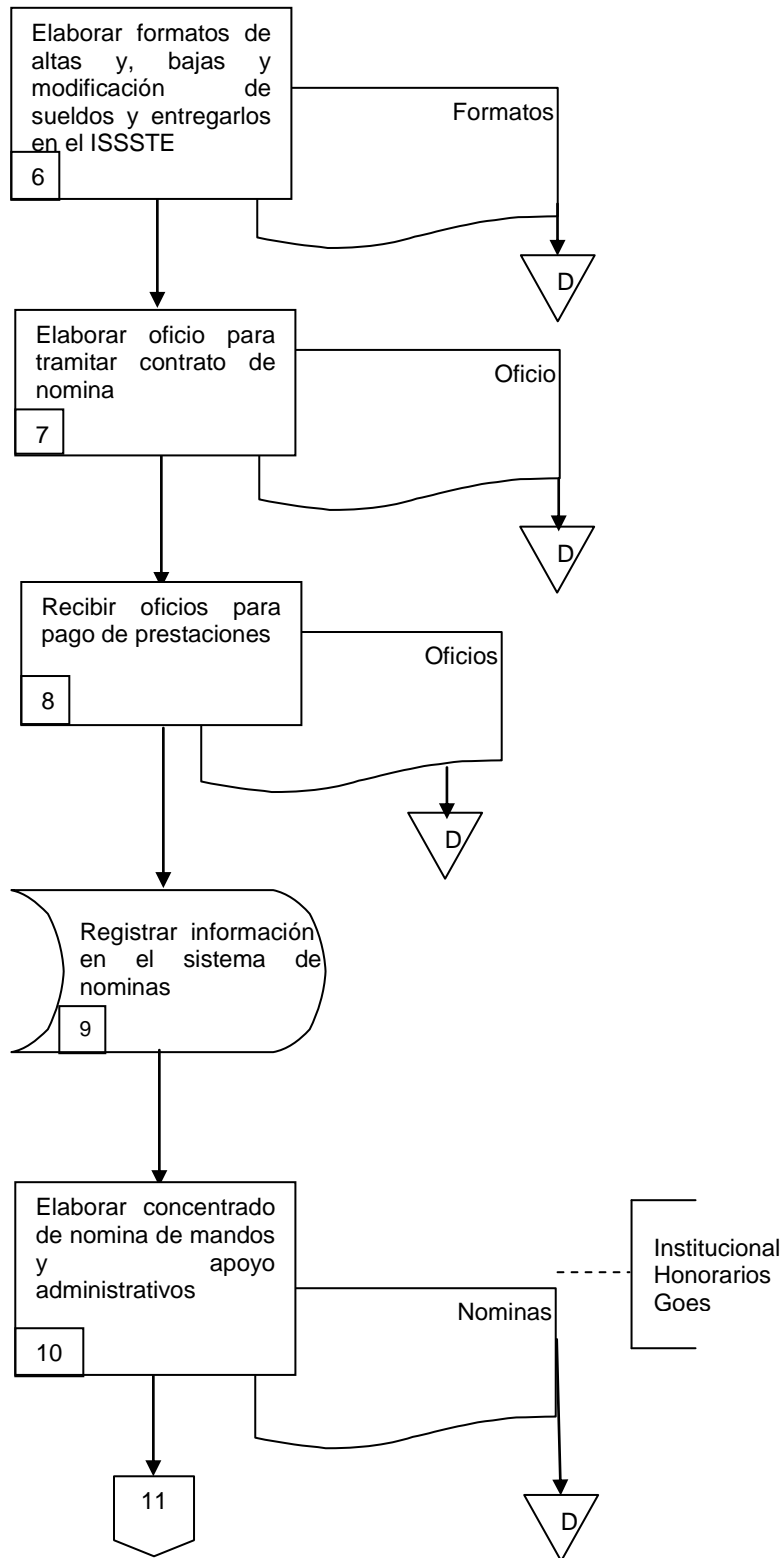 Elaborar formatos de
altas y, bajas y
modificación de
sueldos y entregarlos
en el ISSSTE
6
Formatos
D
Elaborar oficio para
tramitar contrato de
nomina
7
Oficio
D
Recibir oficios para
pago de prestaciones
8
Oficios
D
Registrar información
en el sistema de
nominas
9
Elaborar concentrado
de nomina de mandos
y apoyo
administrativos
10
Nominas
Institucional
Honorarios
Goes
11
D